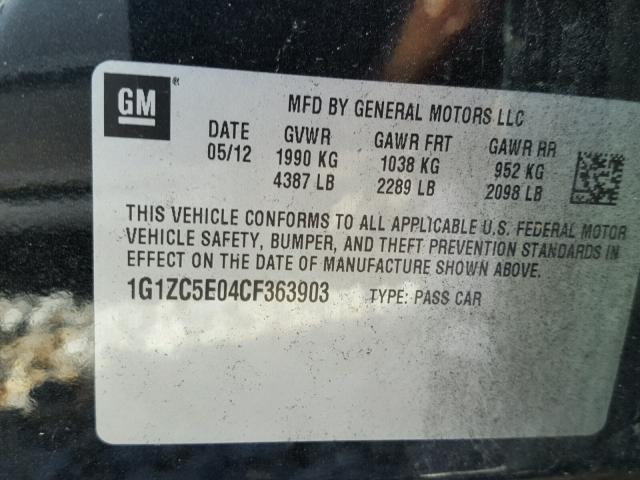 GM®
MFD BY GENERAL MOTORS LLC
DATE GVWR GAWR FRT GAWR RR
05/12 1990 KG 1038 KG 952 KG
4387 LB 2289 LB 2098 LB
THIS VEHICLE CONFORMS TO ALL APPLICABLE U.S. FEDERAL MOTOR
VEHICLE SAFETY, BUMPER, AND THEFT PREVENTION STANDARDS IN
EFFECT ON THE DATE OF MANUFACTURE SHOWN ABOVE.
1G1ZC5E04CF363903 TYPE: PASS CAR